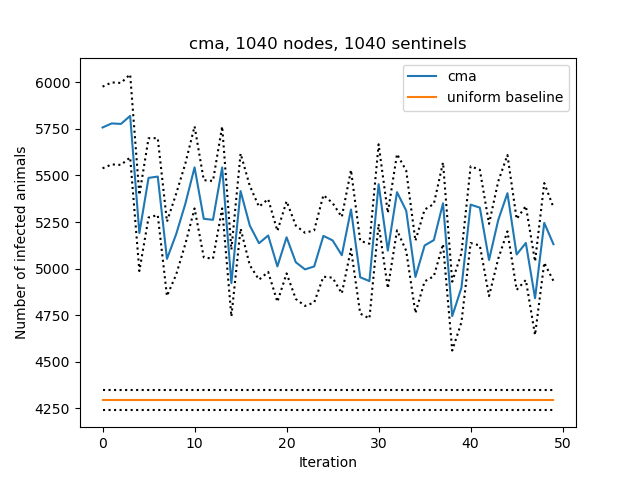 cma, 1040 nodes, 1040 sentinels
cma
uniform baseline
Number of infected animals
6000
5750
5500
5250
5000
4750
4500
4250
0 10 20 30 40 50
Iteration